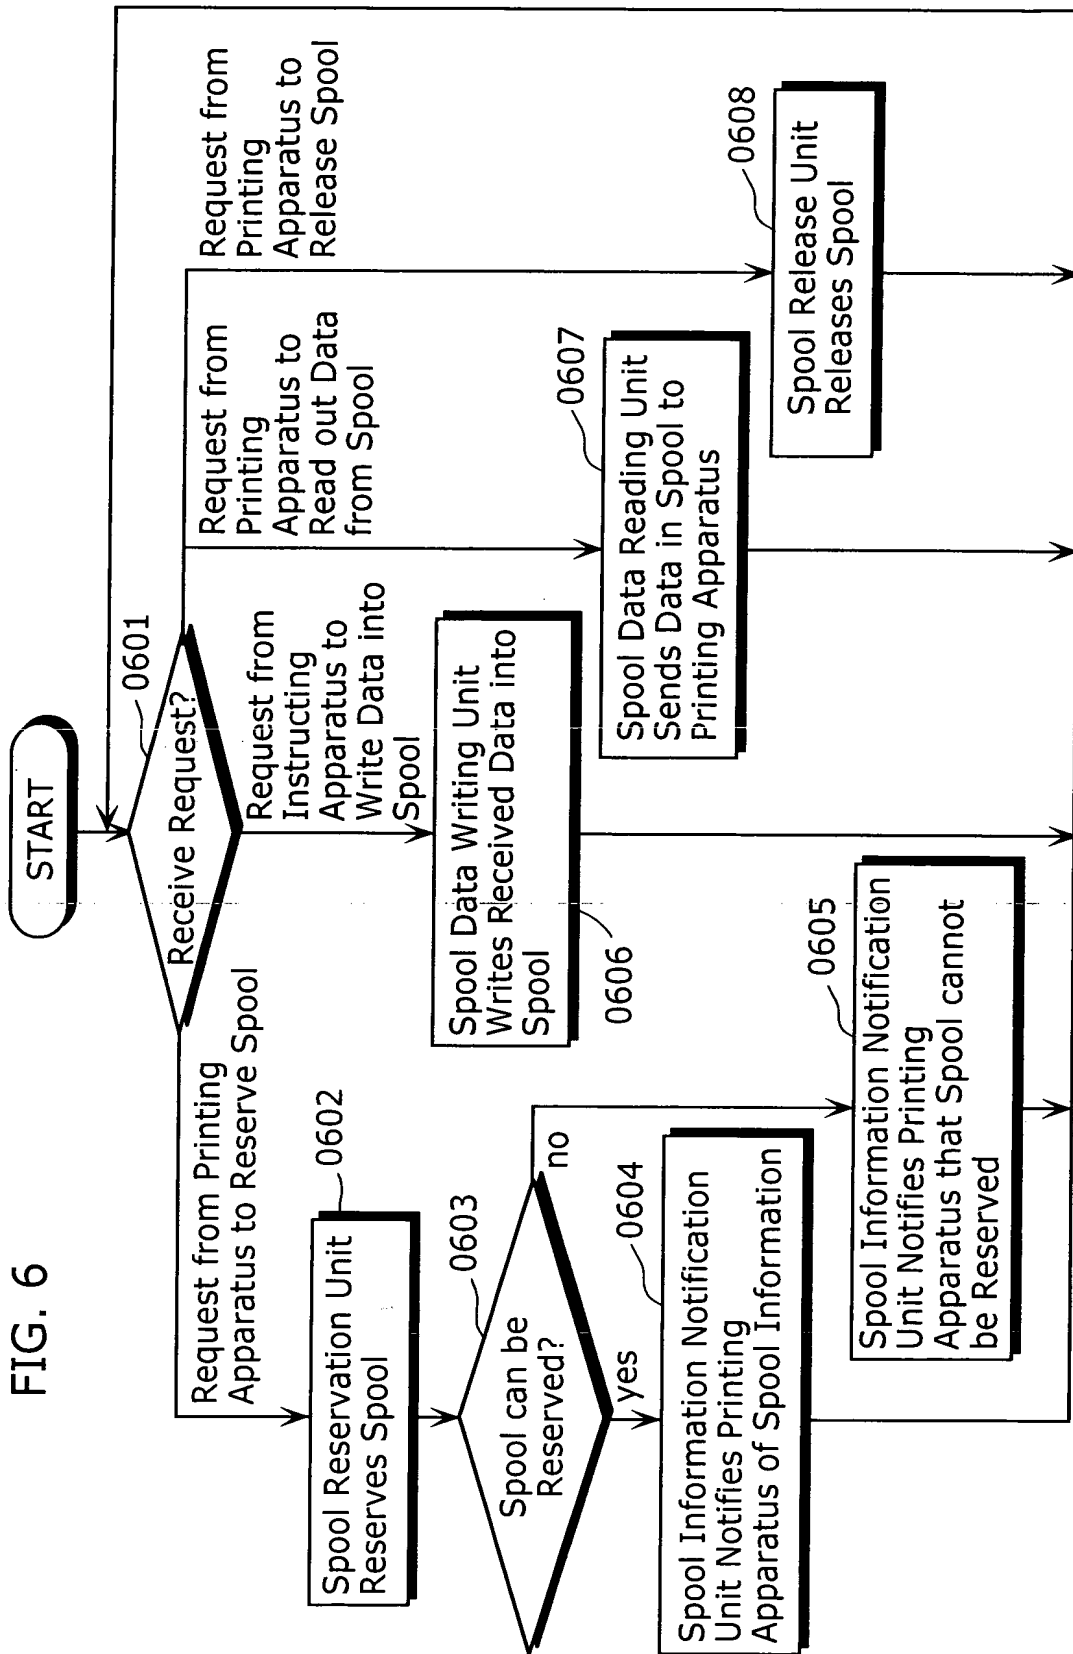 FIG. 6
START
Receive Request?
0601
Request from Printing
Apparatus to Reserve Spool
Request from
Instructing
Apparatus to
Write Data into
Spool
Request from
Printing
Apparatus to
Read out Data
from Spool
Request from
Printing
Apparatus to
Release Spool
Spool Reservation Unit
Reserves Spool
0602
Spool can be
Reserved?
0603
yes
no
Spool Information Notification
Unit Notifies Printing
Apparatus of Spool Information
0604
Spool Information Notification
Unit Notifies Printing
Apparatus that Spool cannot
be Reserved
0605
Spool Data Writing Unit
Writes Received Data into
Spool
0606
Spool Data Reading Unit
Sends Data in Spool to
Printing Apparatus
0607
Spool Release Unit
Releases Spool
0608